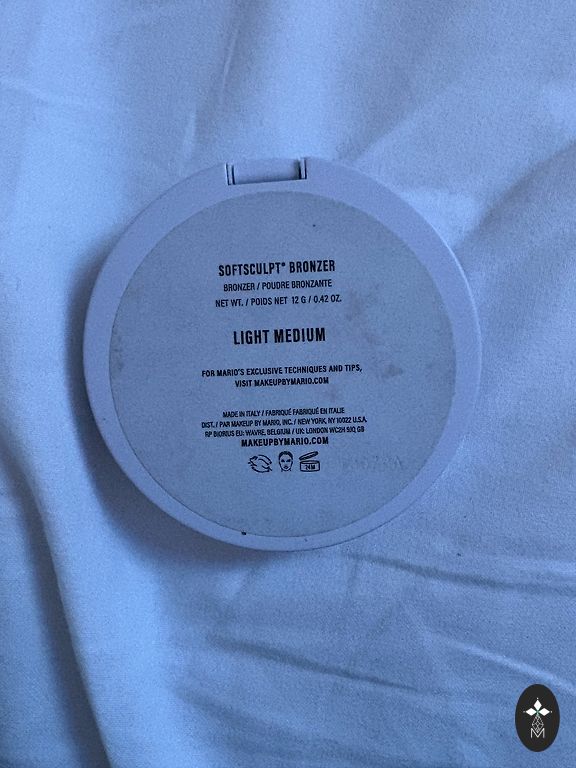 SOFTSCULPT® BRONZER
BRONZER / POUDRE BRONZANTE
NET WT. / POIDS NET 12 G / 0.42 OZ.
LIGHT MEDIUM
FOR MARIO'S EXCLUSIVE TECHNIQUES AND TIPS,
VISIT MAKEUPBYMARIO.COM
MADE IN ITALY / FABRIQUÉ FABRIQUÉ EN ITALIE
DIST. / PAR MAKEUP BY MARIO, INC. / NEW YORK, NY 10022 U.S.A.
RP BIORIUS EU: WAVRE, BELGIUM / UK: LONDON WC2H 9JQ GB
MAKEUPBYMARIO.COM
24M
M